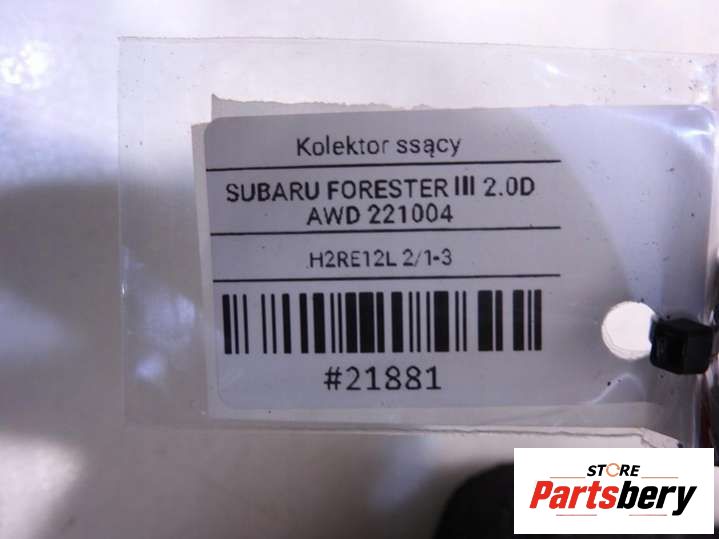 Kolektor ssący
SUBARU FORESTER III 2.0D
AWD 221004
H2RE12L 2/1-3
#21881
STORE
Partsbery